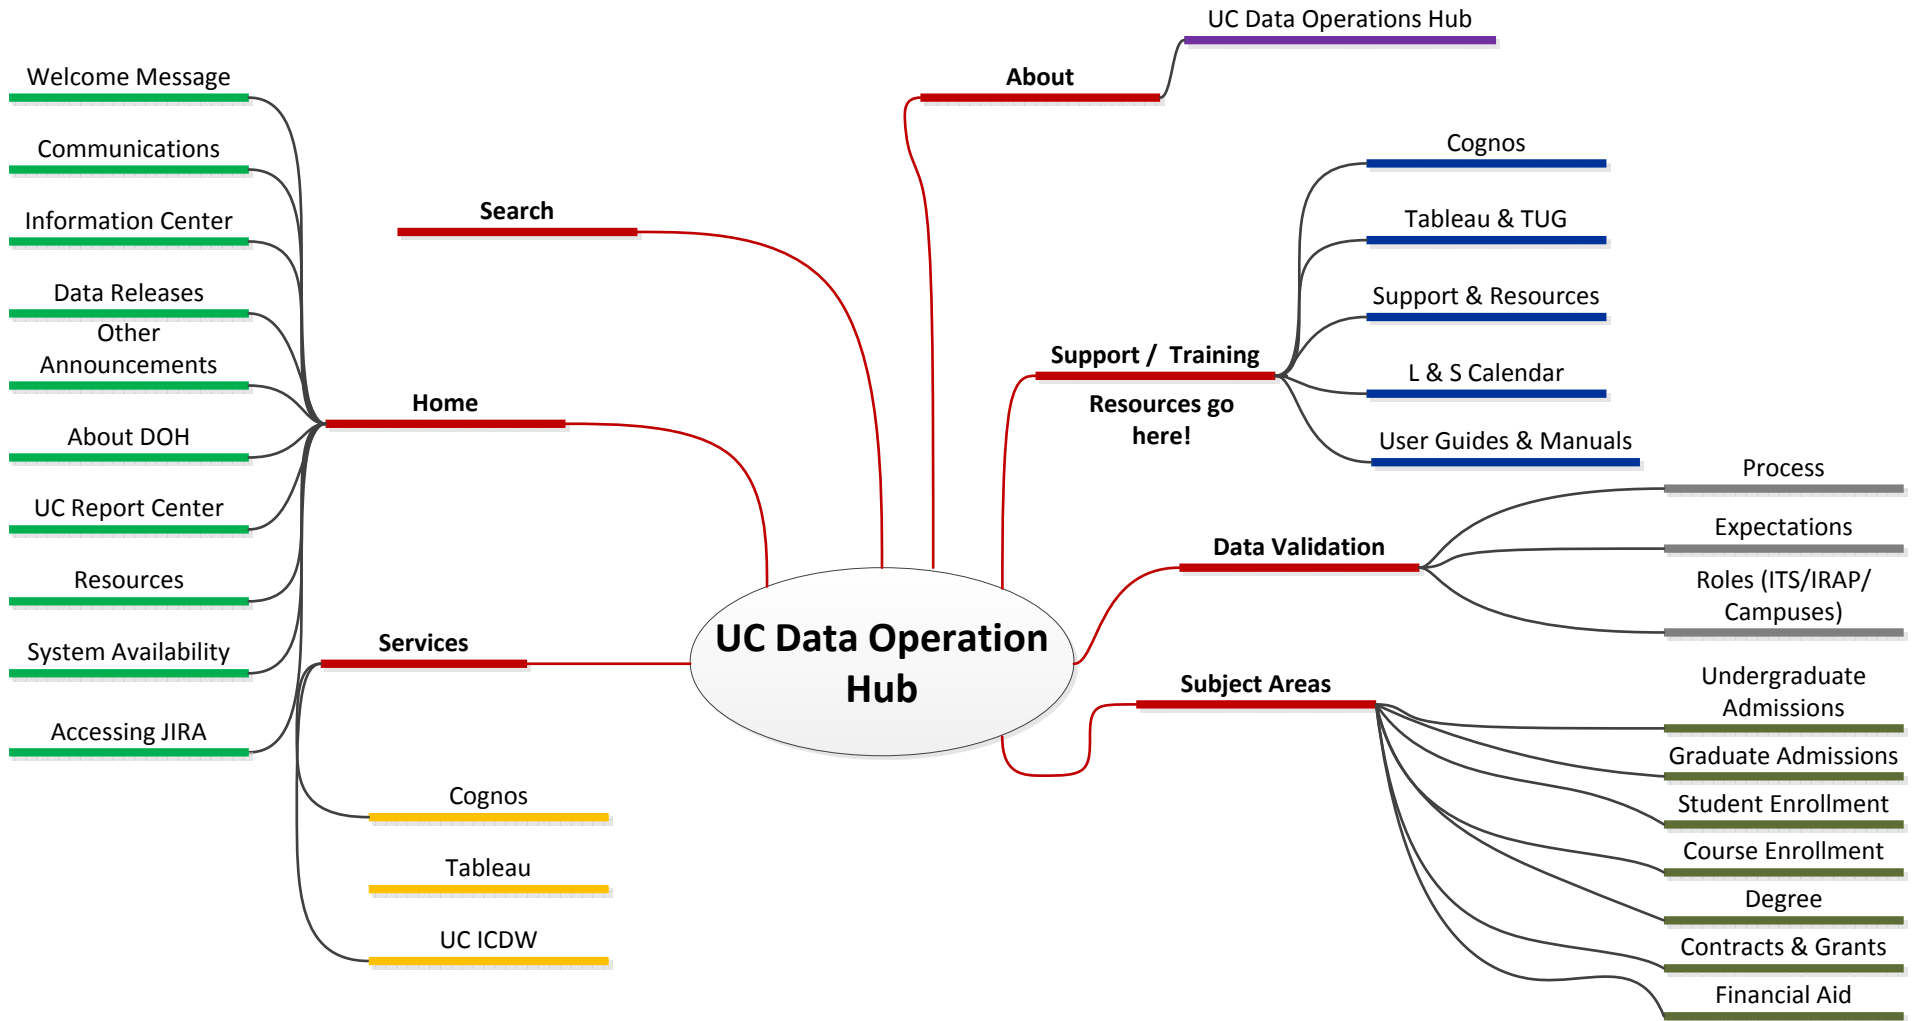 UC Data Operations Hub
About
Welcome Message
Communications
Information Center
Data Releases
Other
Announcements
About DOH
UC Report Center
Resources
System Availability
Accessing JIRA
Search
Home
Services
Cognos
Tableau
UC ICDW
UC Data Operation
Hub
Support / Training
Resources go
here!
Cognos
Tableau & TUG
Support & Resources
L & S Calendar
User Guides & Manuals
Data Validation
Process
Expectations
Roles (ITS/IRAP/
Campuses)
Subject Areas
Undergraduate
Admissions
Graduate Admissions
Student Enrollment
Course Enrollment
Degree
Contracts & Grants
Financial Aid